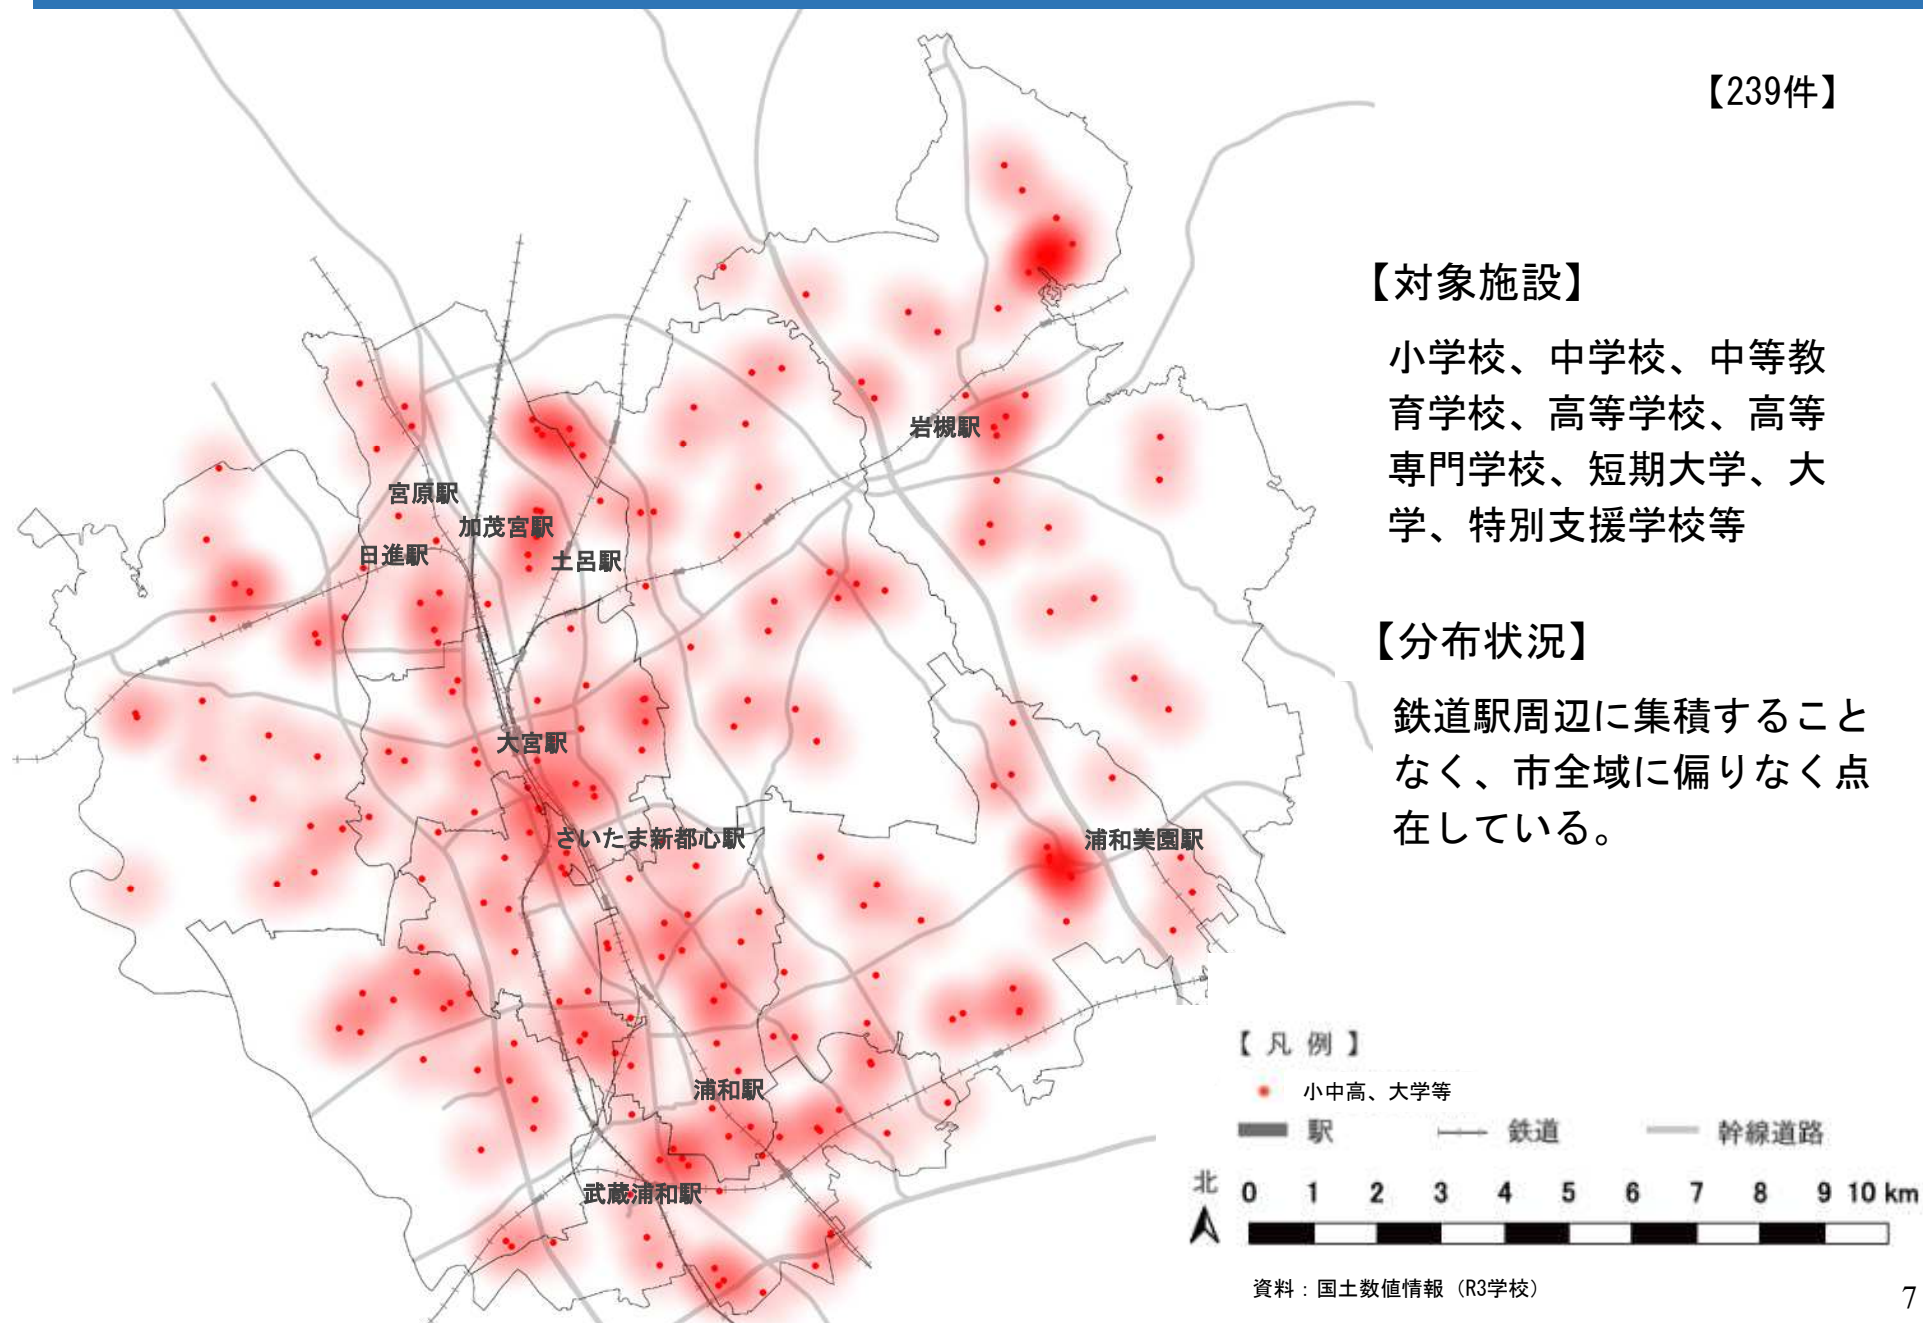 【239件】
【対象施設】
小学校、中学校、中等教
育学校、高等学校、高等
専門学校、短期大学、大
学、特別支援学校等
【分布状況】
鉄道駅周辺に集積すること
なく、市全域に偏りなく点
在している。
岩槻駅
宮原駅
加茂宮駅
日進駅
土呂駅
大宮駅
さいたま新都心駅
浦和美園駅
浦和駅
武蔵浦和駅
【凡例】
小中高、大学等
駅 鉄道 幹線道路
北
0 1 2 3 4 5 6 7 8 9 10 km
資料：国土数値情報（R3学校）
7